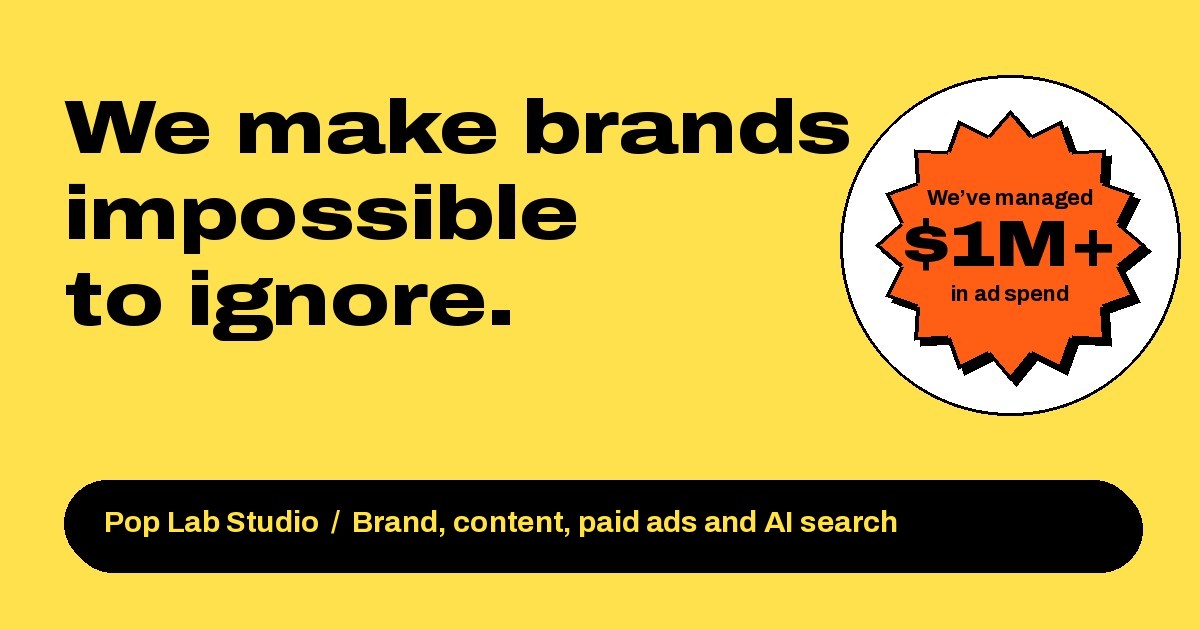 We make brands
impossible
to ignore.
We’ve managed
$1M+
in ad spend
Pop Lab Studio / Brand, content, paid ads and AI search